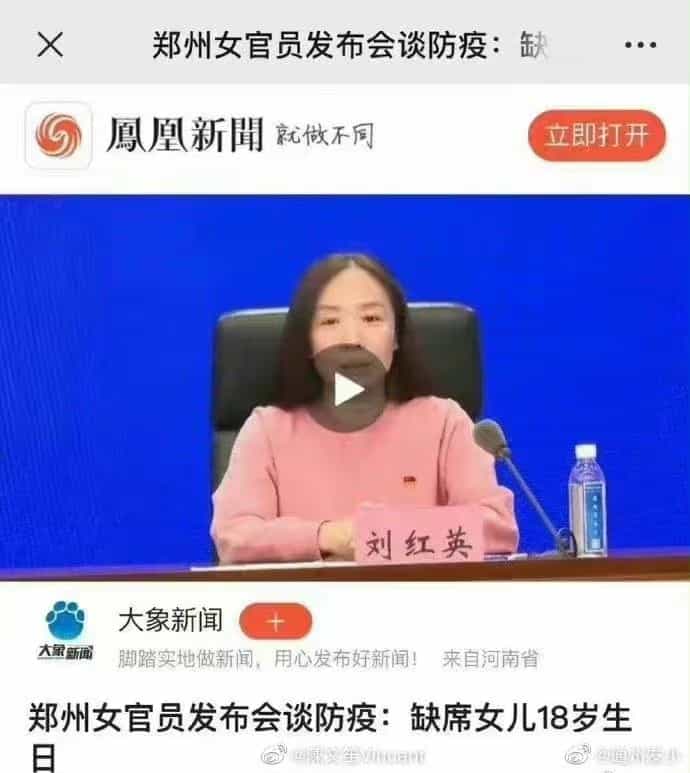 郑州女官员发布会谈防疫：缺
鳳凰新聞 就做不同
立即打开
刘红英
大象新闻
大象新闻
脚踏实地做新闻，用心发布好新闻！ 来自河南省
郑州女官员发布会谈防疫：缺席女儿18岁生
日